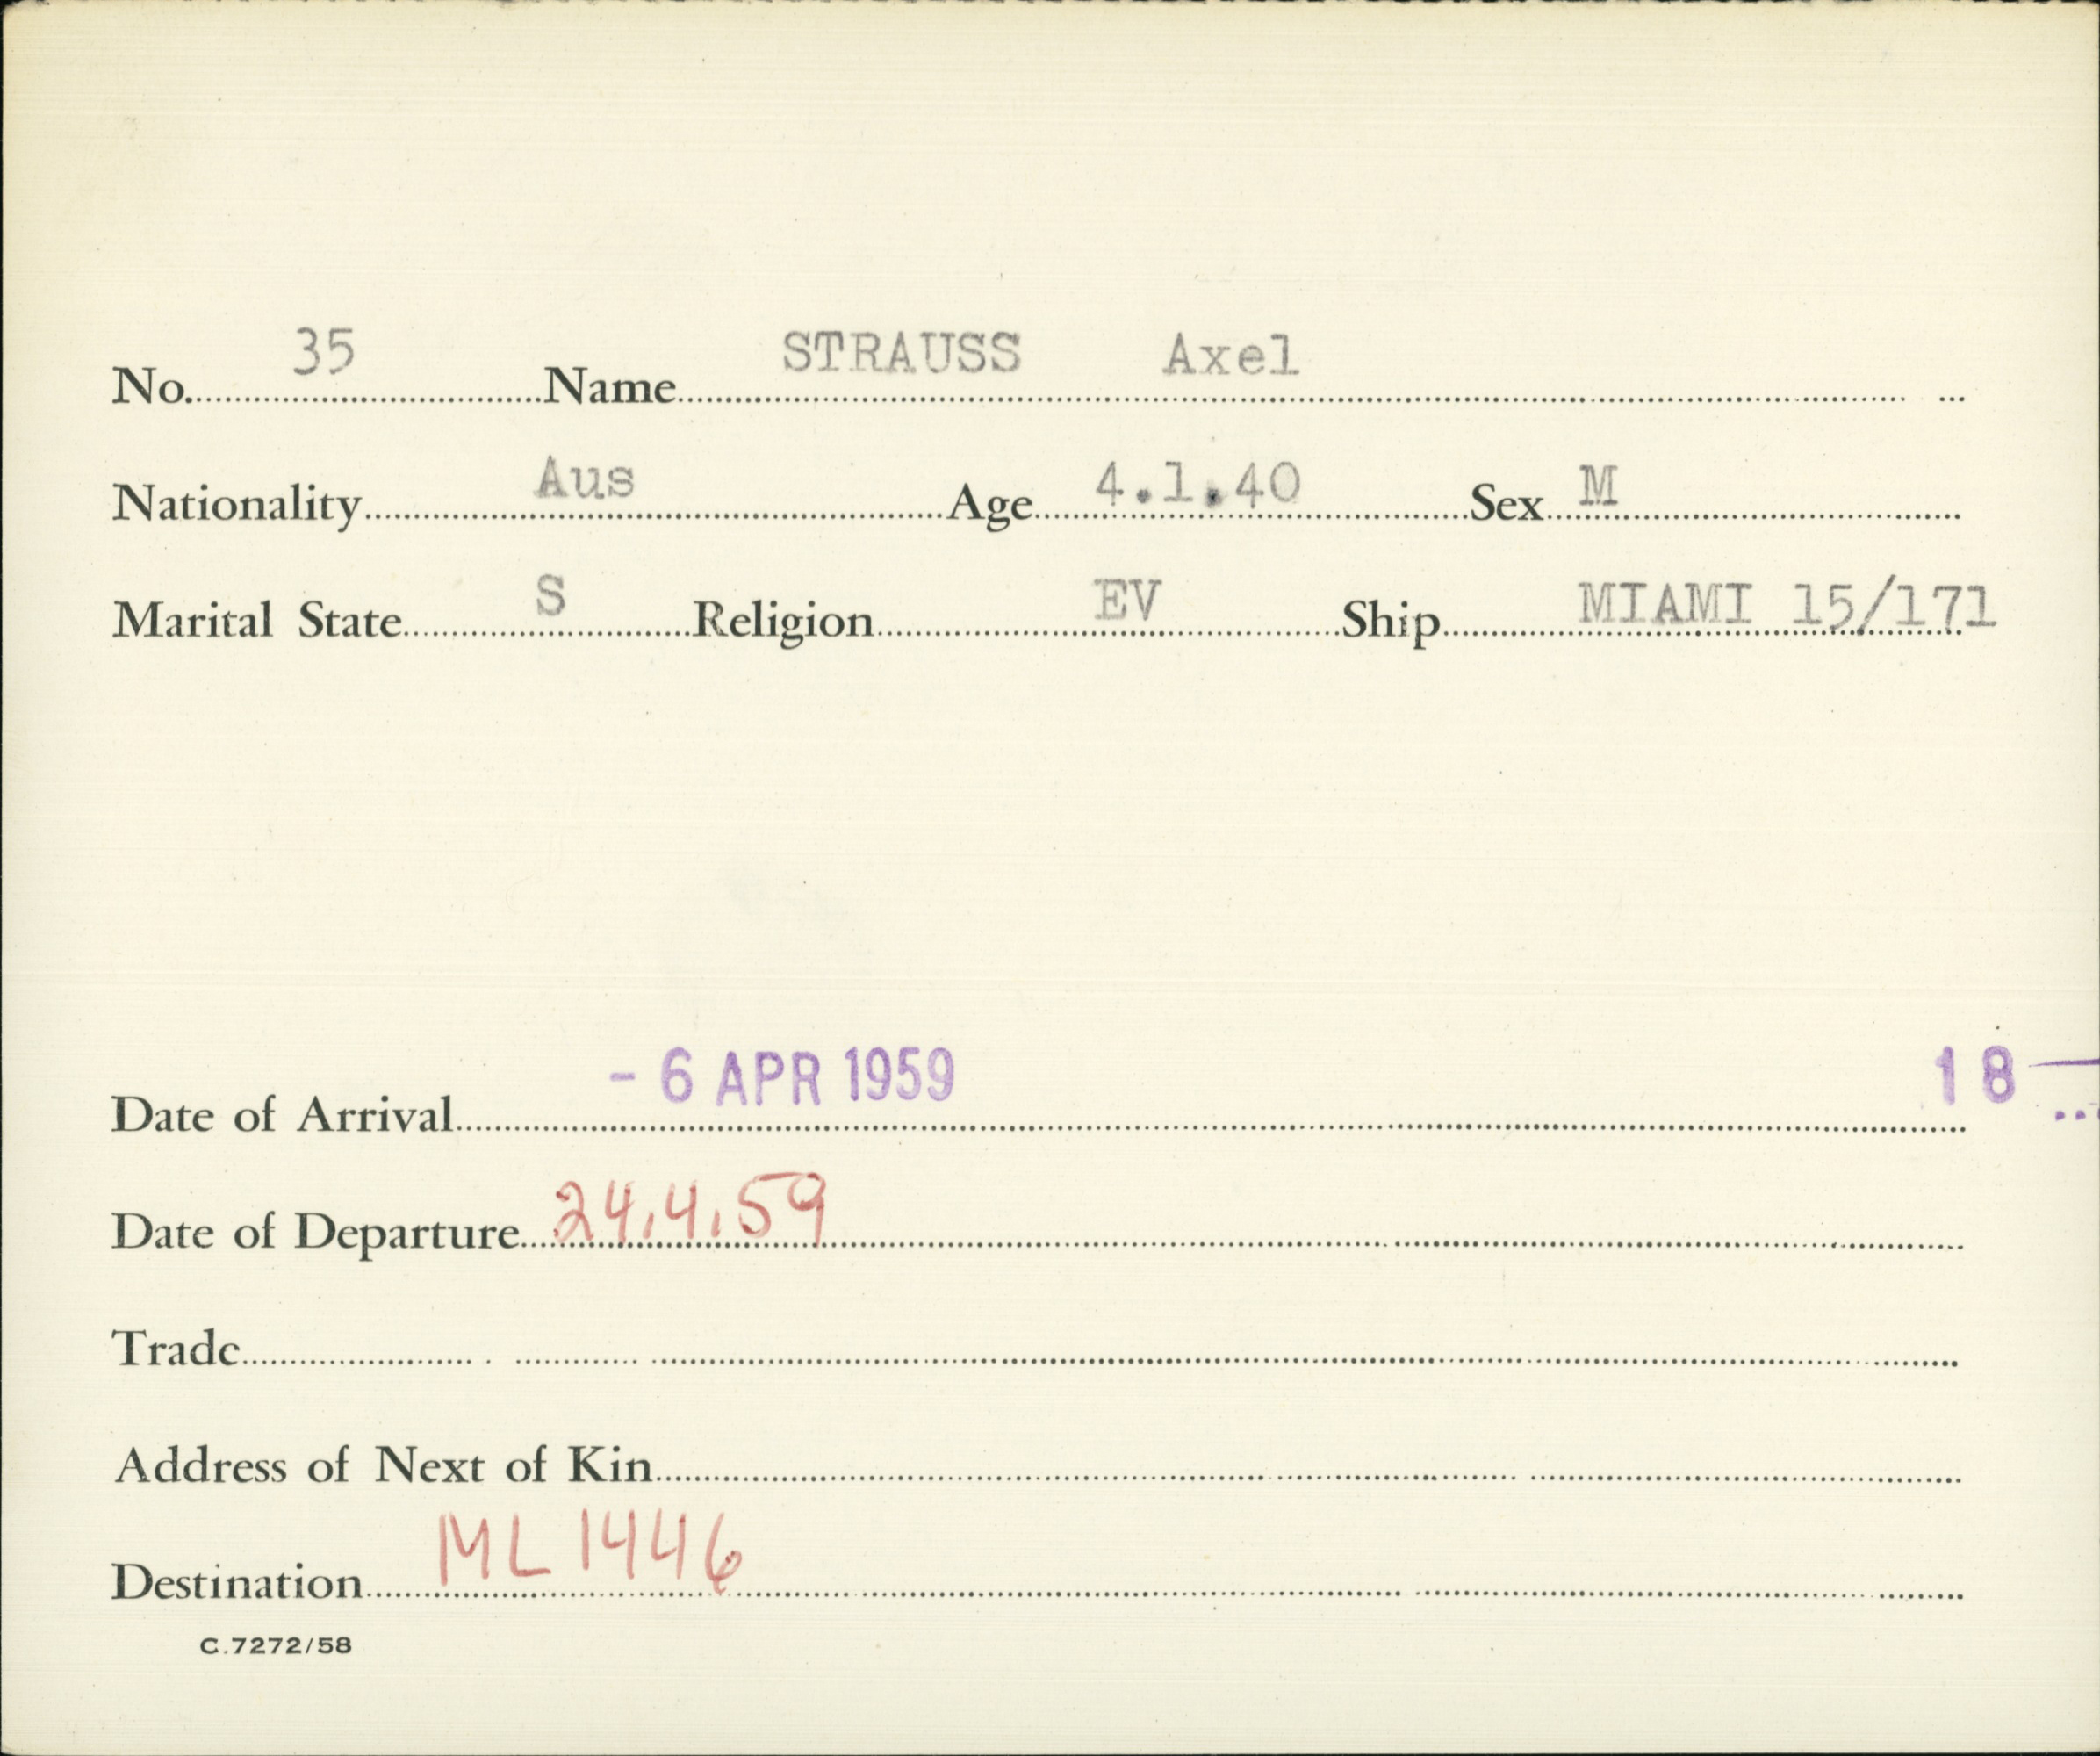 No. 35 Name STRAUSS Axel
Nationality Aus Age 4.1.40 Sex M
Marital State S Religion EV Ship MIAMI 15/171
Date of Arrival - 6 APR 1959 18 —
Date of Departure 24.4.59
Trade
Address of Next of Kin
Destination ML 1446
C.7272/58